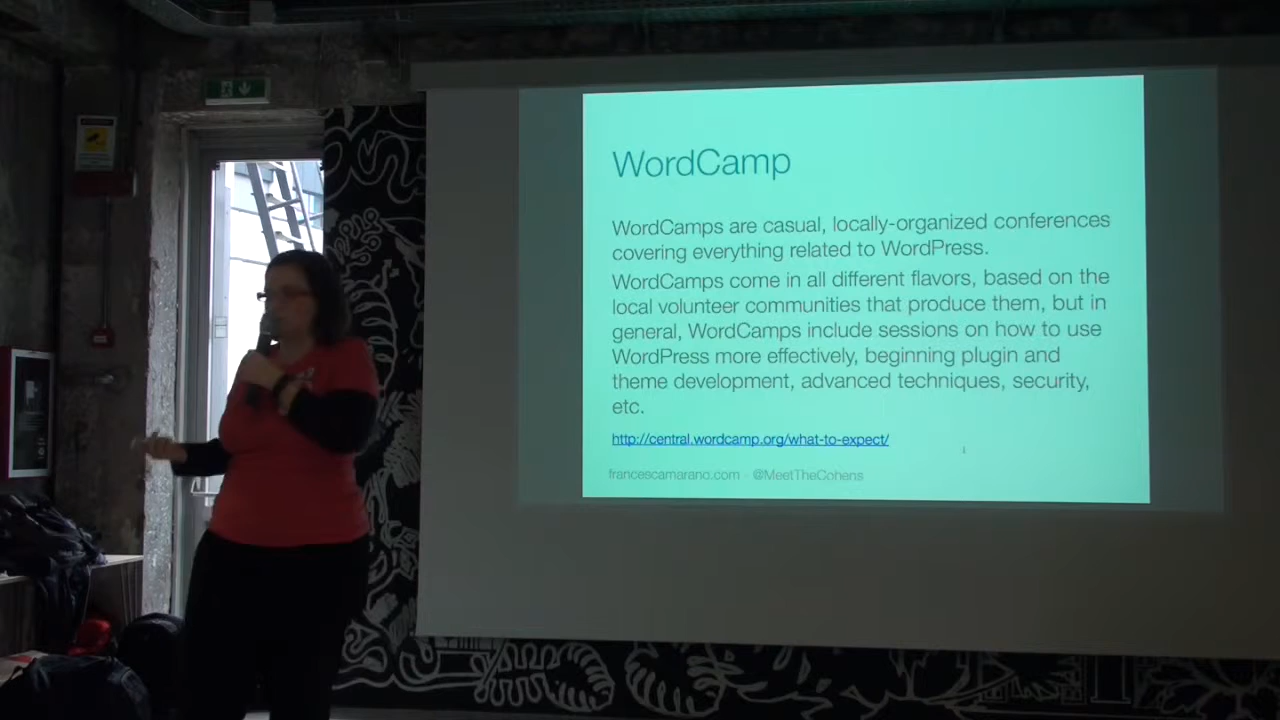 WordCamp
WordCamps are casual, locally-organized conferences
covering everything related to WordPress.
WordCamps come in all different flavors, based on the
local volunteer communities that produce them, but in
general, WordCamps include sessions on how to use
WordPress more effectively, beginning plugin and
theme development, advanced techniques, security,
etc.
http://central.wordcamp.org/what-to-expect/
francescamarano.com · @MeetTheCohens